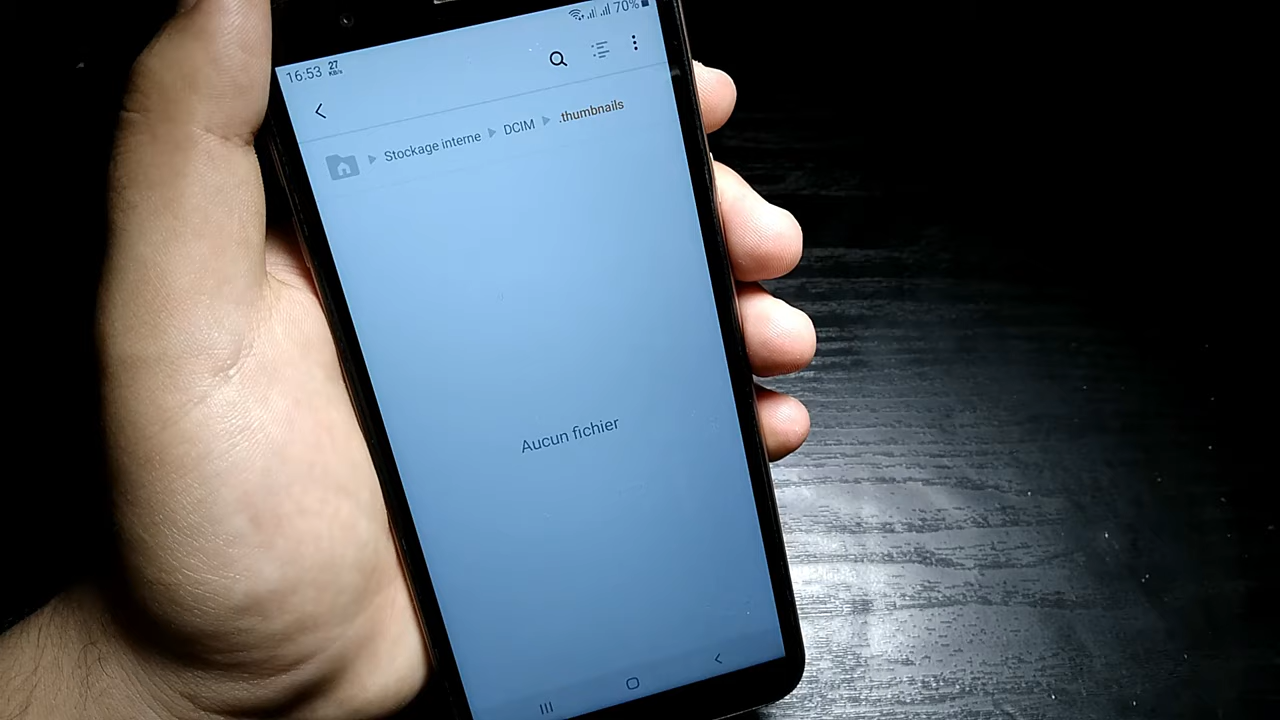 16:53 27 KB/s 70%
Stockage interne DCIM .thumbnails
Aucun fichier